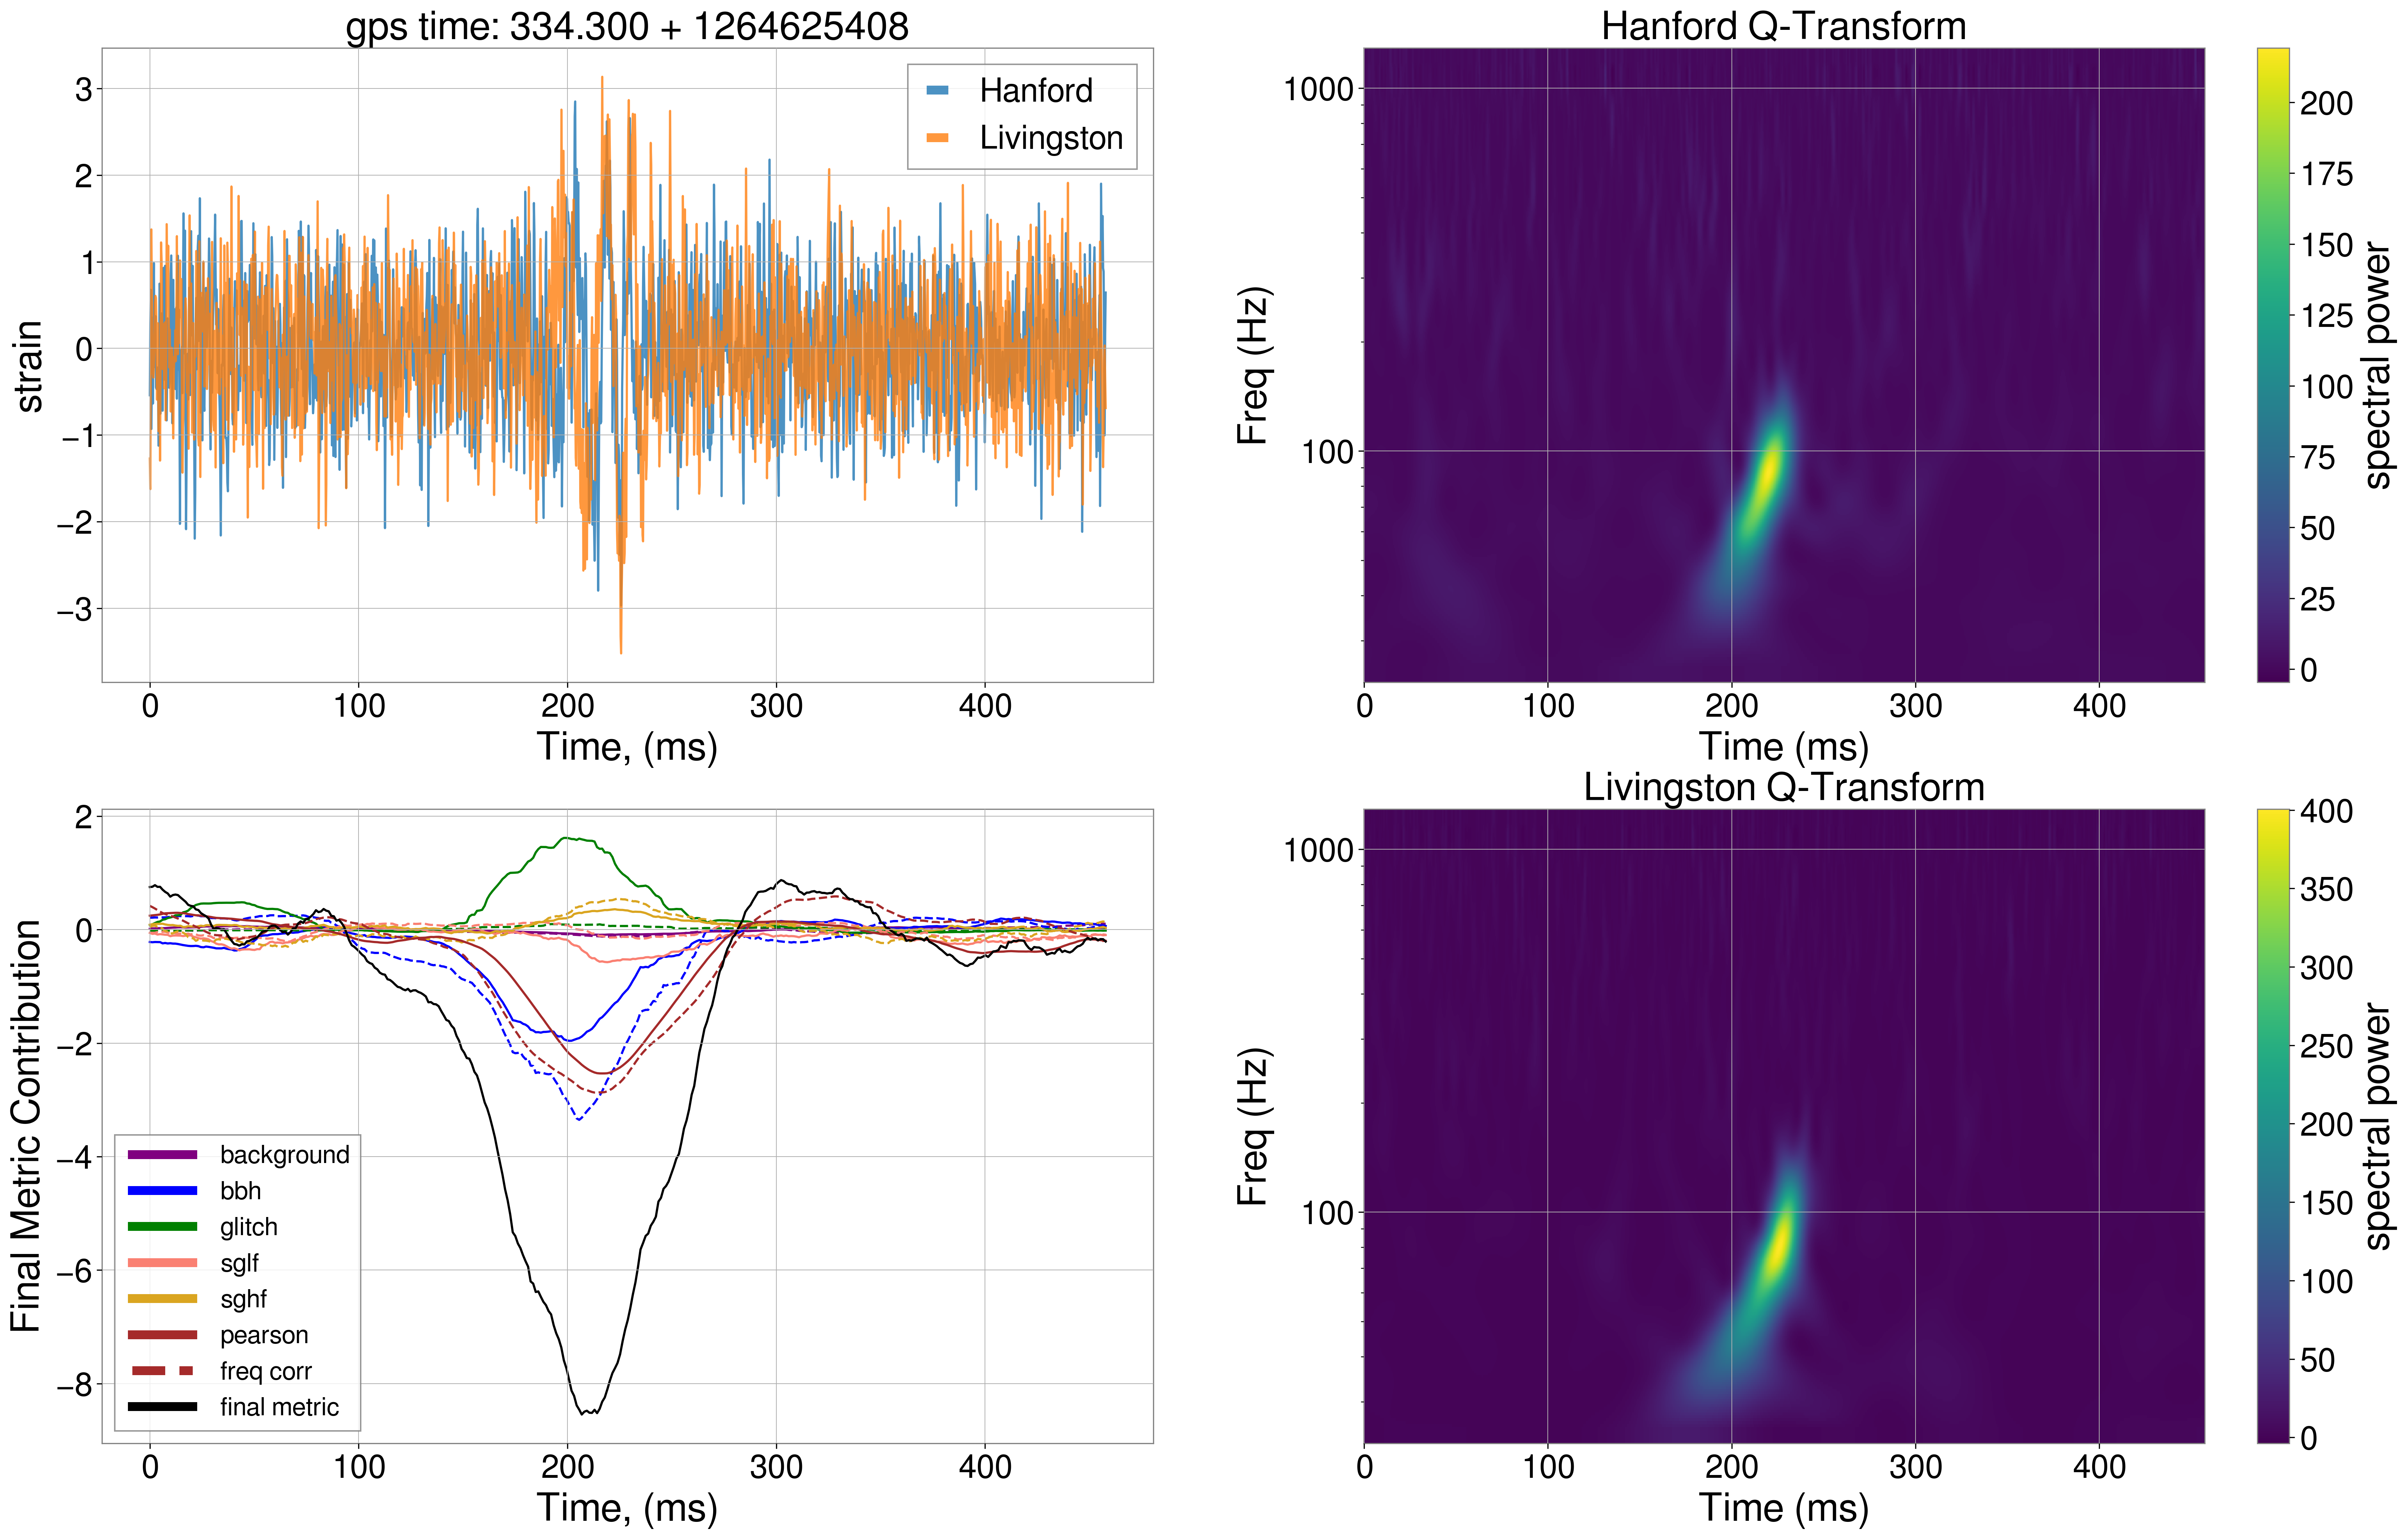 gps time: 334.300 + 1264625408
3
2
1
0
−1
−2
−3
strain
Hanford
Livingston
0
100
200
300
400
Time, (ms)
Hanford Q-Transform
1000
100
Freq (Hz)
0
100
200
300
400
Time (ms)
200
175
150
125
100
75
50
25
0
spectral power
2
0
−2
−4
−6
−8
Final Metric Contribution
background
bbh
glitch
sglf
sghf
pearson
freq corr
final metric
0
100
200
300
400
Time, (ms)
Livingston Q-Transform
1000
100
Freq (Hz)
0
100
200
300
400
Time (ms)
400
350
300
250
200
150
100
50
0
spectral power